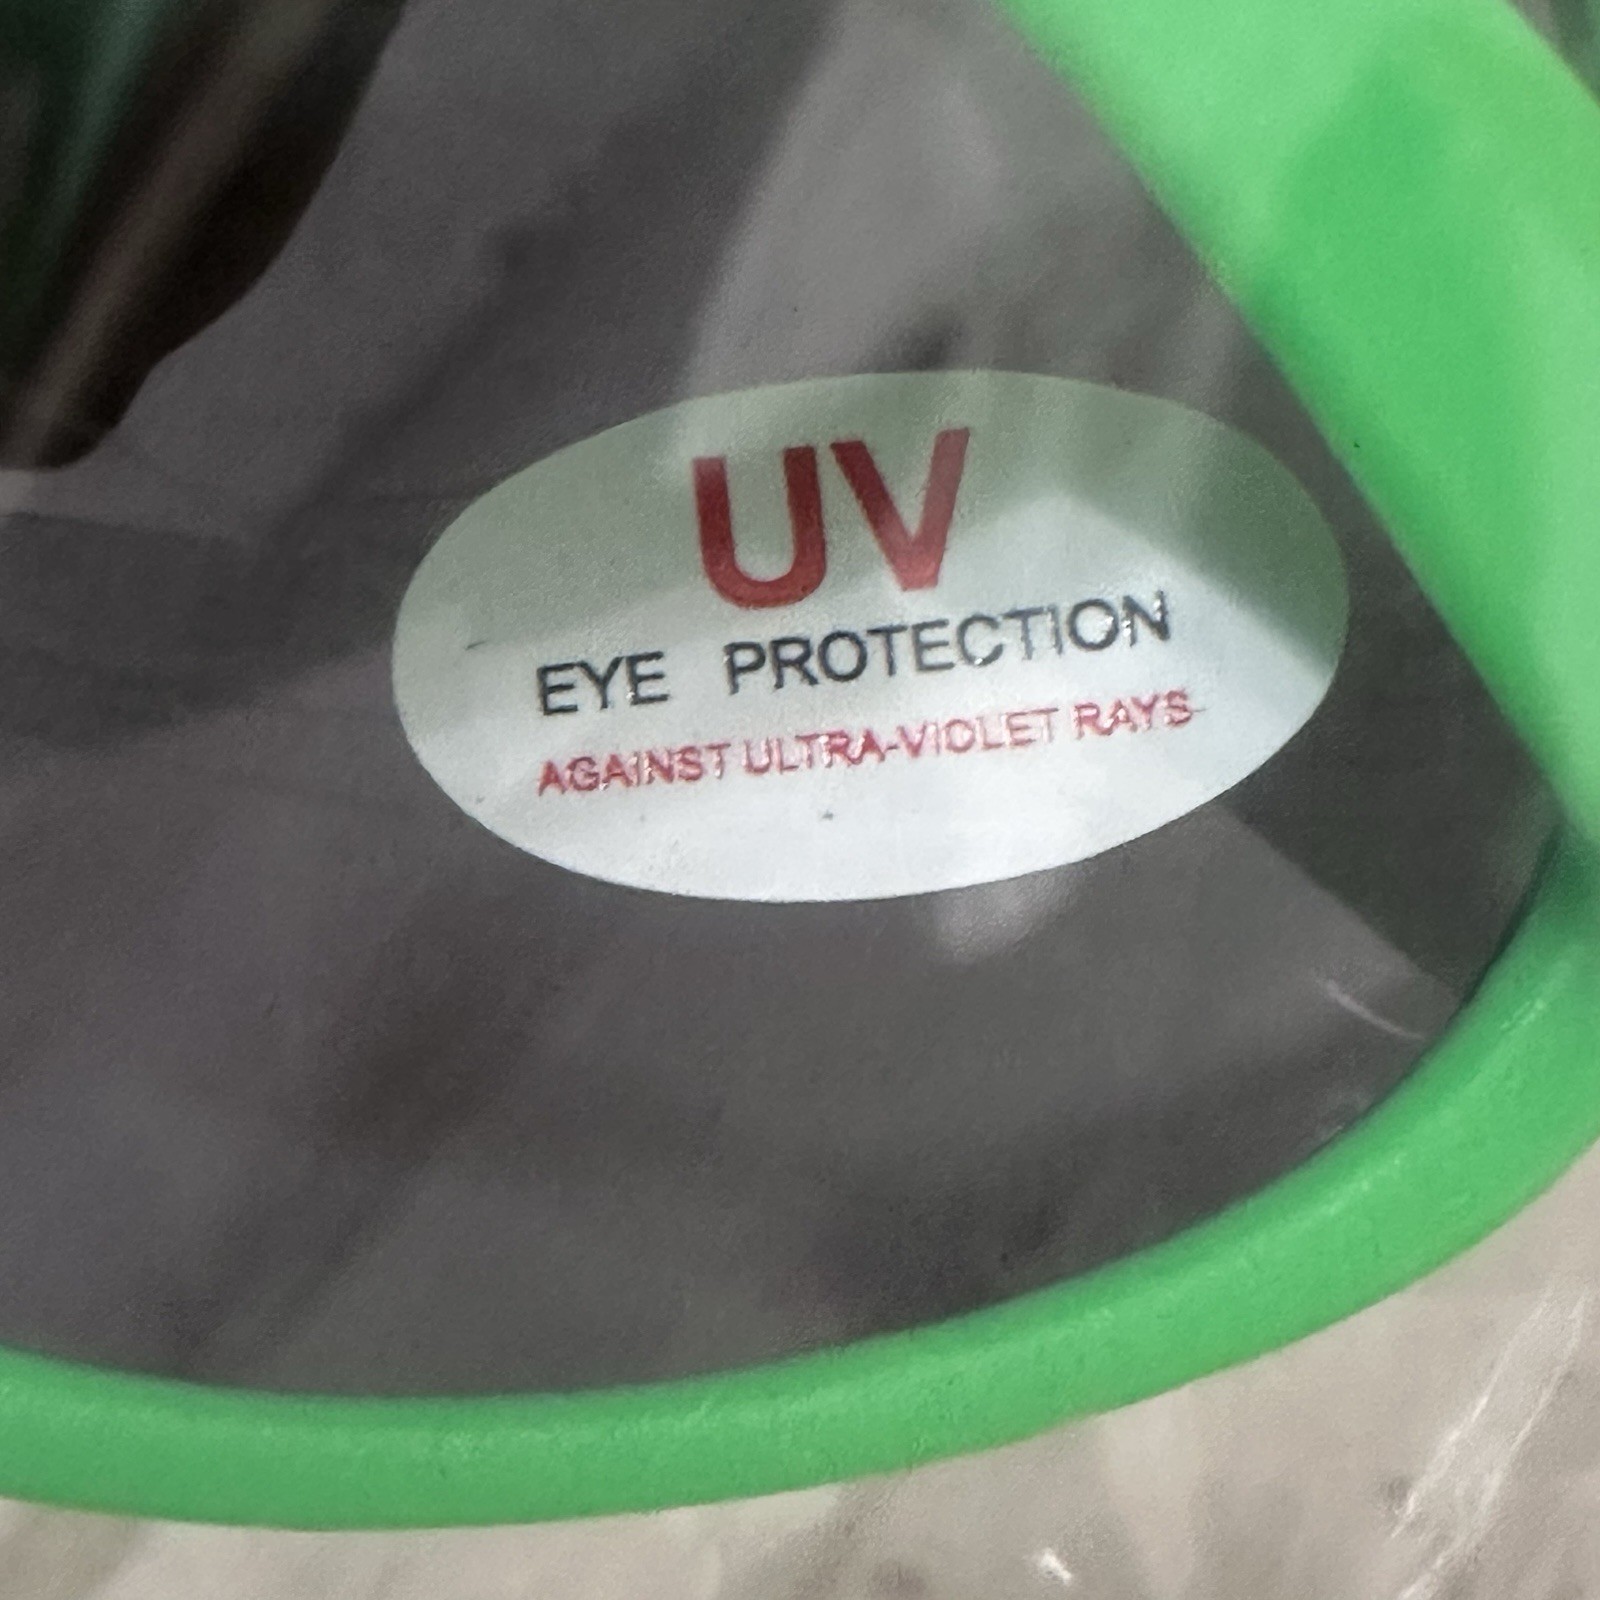 UV
EYE PROTECTION
AGAINST ULTRA-VIOLET RAYS